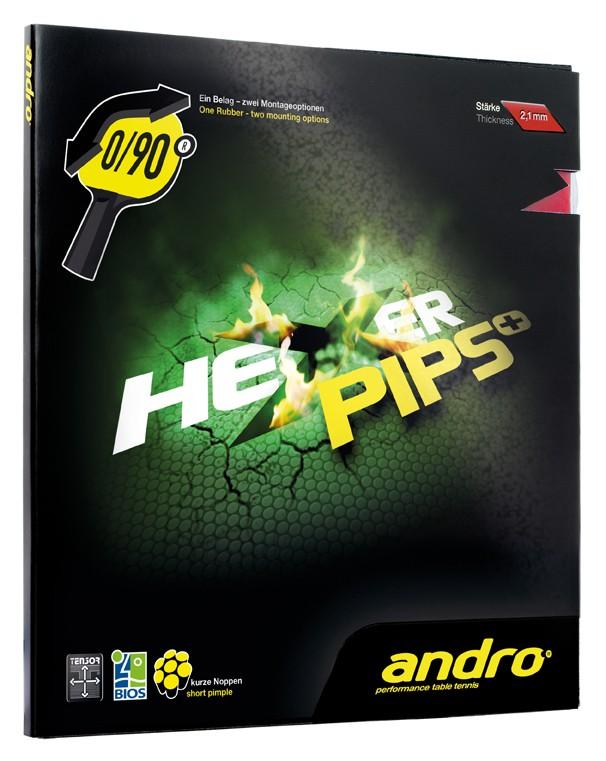 andro
0/90®
Ein Belag – zwei Montageoptionen
One Rubber - two mounting options
Stärke
Thickness
2,1 mm
HEXER
PIPS+
TENSOR
BIOS
kurze Noppen
short pimple
andro®
performance table tennis